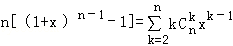 n[ (1+x ) ⁿ⁻¹-1]=\sum_{k=2}^{n} kC_n^k x^{k-1}